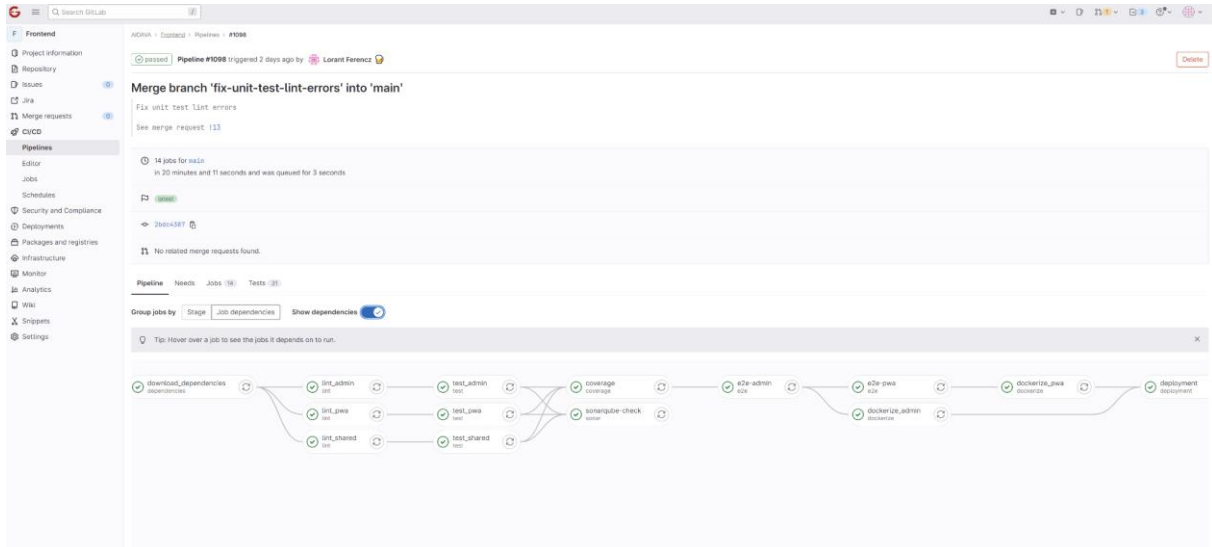 Search GitLab
/
F Frontend
Project information
Repository
Issues 0
Jira
Merge requests 0
CI/CD
Pipelines
Editor
Jobs
Schedules
Security and Compliance
Deployments
Packages and registries
Infrastructure
Monitor
Analytics
Wiki
Snippets
Settings
AIDAVA › Frontend › Pipelines › #1098
passed Pipeline #1098 triggered 2 days ago by Lorant Ferencz
Delete
Merge branch 'fix-unit-test-lint-errors' into 'main'
Fix unit test lint errors
See merge request !13
14 jobs for main
in 20 minutes and 11 seconds and was queued for 3 seconds
latest
2bdc4387
No related merge requests found.
Pipeline Needs Jobs 14 Tests 21
Group jobs by Stage Job dependencies Show dependencies
Tip: Hover over a job to see the jobs it depends on to run.
download_dependencies
dependencies
lint_admin
lint
test_admin
test
coverage
coverage
e2e-admin
e2e
e2e-pwa
e2e
dockerize_pwa
dockerize
deployment
deployment
lint_pwa
lint
test_pwa
test
sonarqube-check
sonar
dockerize_admin
dockerize
lint_shared
lint
test_shared
test